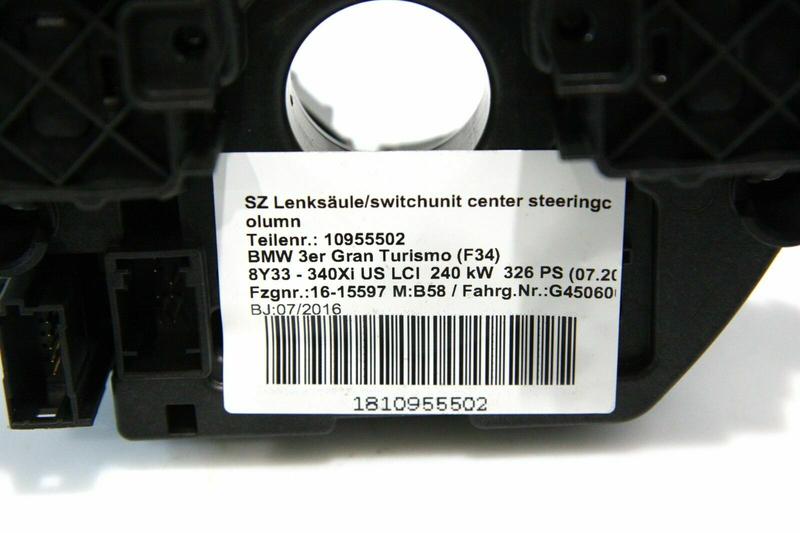 SZ Lenksäule/switchunit center steeringc
olumn
Teilenr.: 10955502
BMW 3er Gran Turismo (F34)
8Y33 - 340Xi US LCI 240 kW 326 PS (07.20
Fzgnr.:16-15597 M:B58 / Fahrg.Nr.:G45060
BJ:07/2016
1810955502